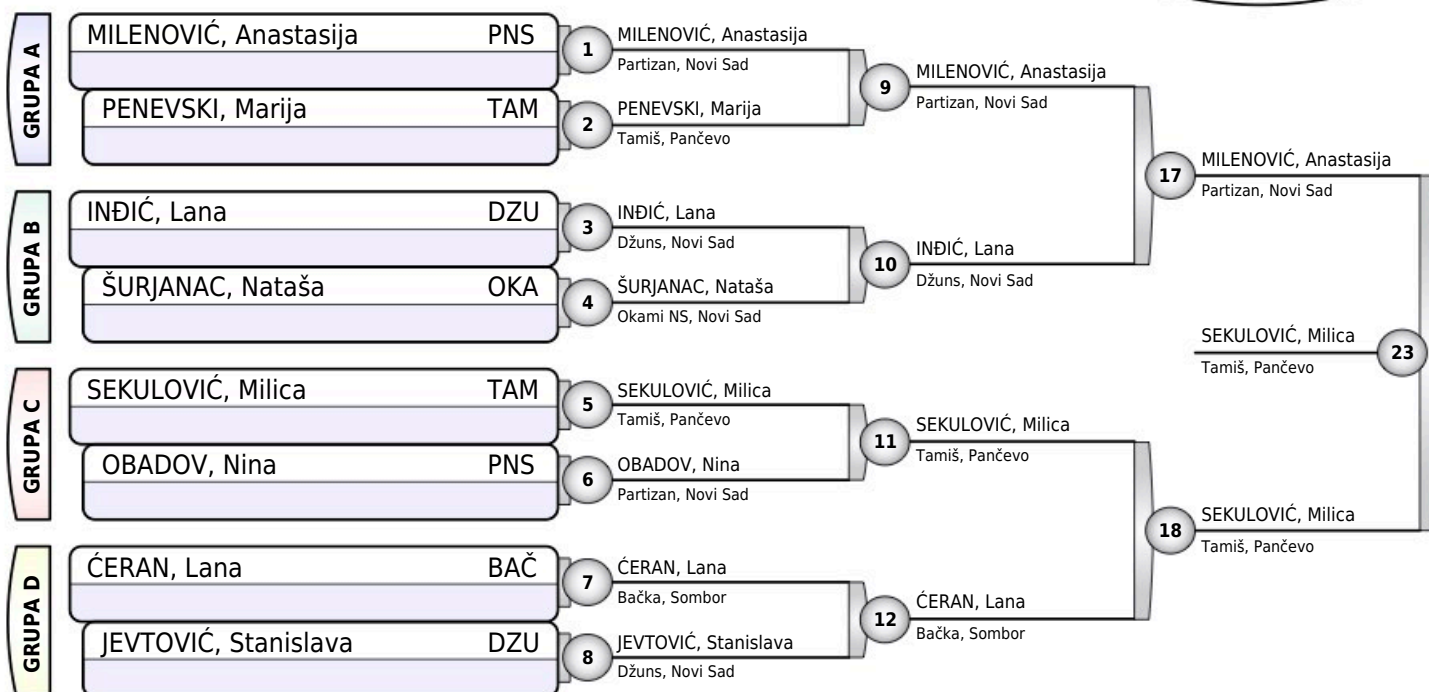 GRUPA A
MILENOVIĆ, Anastasija PNS
PENEVSKI, Marija TAM
1
2
MILENOVIĆ, Anastasija
Partizan, Novi Sad
PENEVSKI, Marija
Tamiš, Pančevo
9
MILENOVIĆ, Anastasija
Partizan, Novi Sad
GRUPA B
INĐIĆ, Lana DZU
ŠURJANAC, Nataša OKA
3
4
INĐIĆ, Lana
Džuns, Novi Sad
ŠURJANAC, Nataša
Okami NS, Novi Sad
10
INĐIĆ, Lana
Džuns, Novi Sad
17
MILENOVIĆ, Anastasija
Partizan, Novi Sad
GRUPA C
SEKULOVIĆ, Milica TAM
OBADOV, Nina PNS
5
6
SEKULOVIĆ, Milica
Tamiš, Pančevo
OBADOV, Nina
Partizan, Novi Sad
11
SEKULOVIĆ, Milica
Tamiš, Pančevo
GRUPA D
ĆERAN, Lana BAČ
JEVTOVIĆ, Stanislava DZU
7
8
ĆERAN, Lana
Bačka, Sombor
JEVTOVIĆ, Stanislava
Džuns, Novi Sad
12
ĆERAN, Lana
Bačka, Sombor
18
SEKULOVIĆ, Milica
Tamiš, Pančevo
SEKULOVIĆ, Milica
Tamiš, Pančevo
23